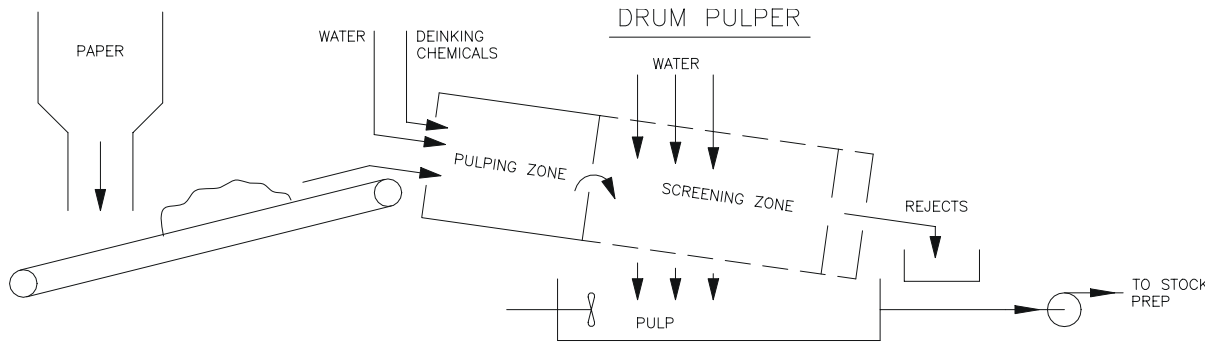 DRUM PULPER
PAPER
WATER
DEINKING
CHEMICALS
WATER
PULPING ZONE
SCREENING ZONE
REJECTS
TO STOCK
PREP
PULP